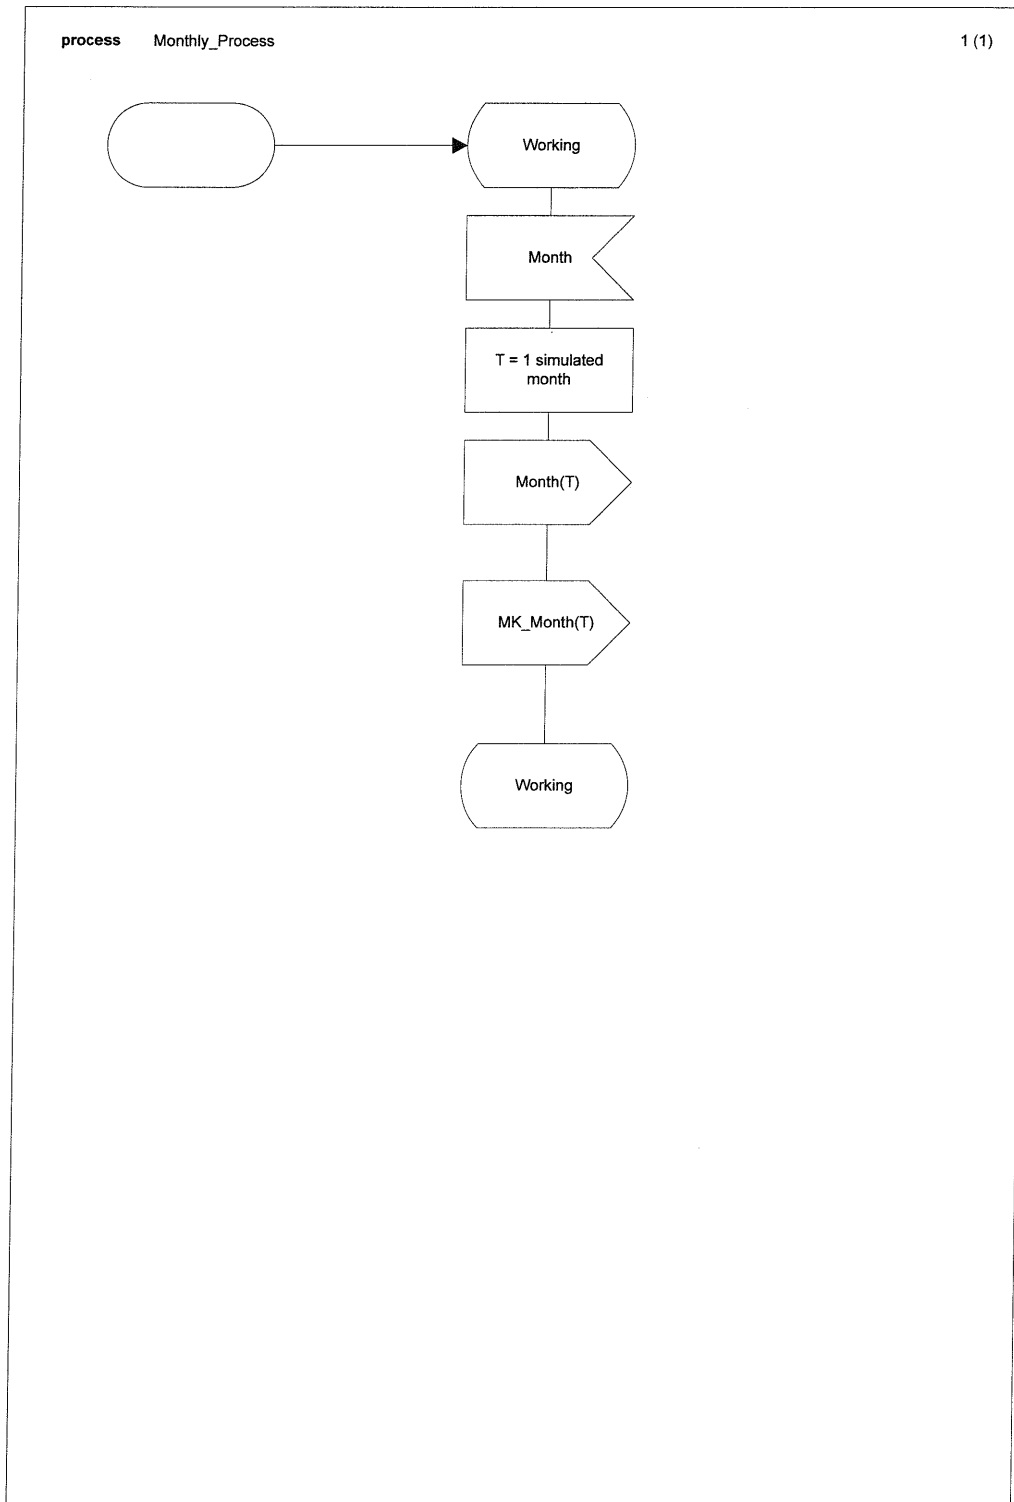 process Monthly_Process 1 (1)
Working
Month
T = 1 simulated
month
Month(T)
MK_Month(T)
Working